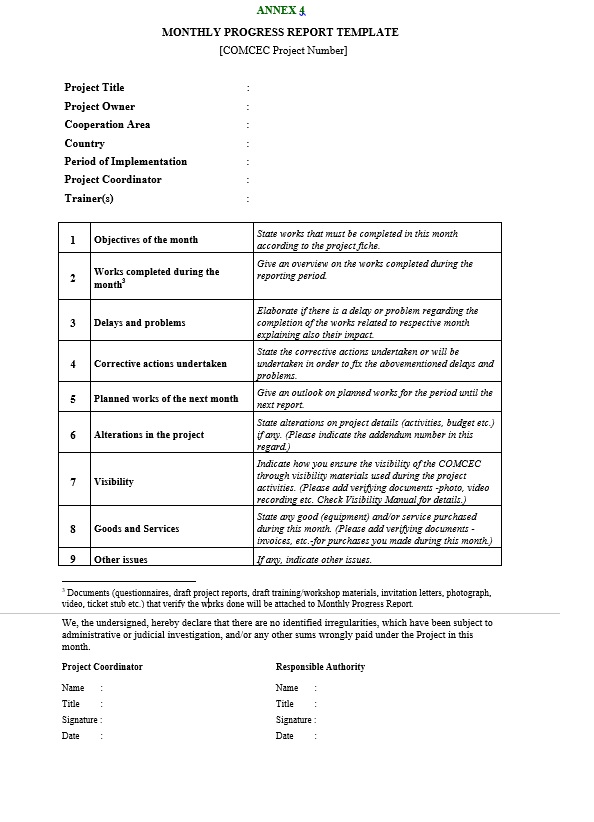 ANNEX 4
MONTHLY PROGRESS REPORT TEMPLATE
[COMCEC Project Number]
Project Title :
Project Owner :
Cooperation Area :
Country :
Period of Implementation :
Project Coordinator :
Trainer(s) :
1 Objectives of the month State works that must be completed in this month
according to the project fiche.
2 Works completed during the month³ Give an overview on the works completed during the
reporting period.
3 Delays and problems Elaborate if there is a delay or problem regarding the
completion of the works related to respective month
explaining also their impact.
4 Corrective actions undertaken State the corrective actions undertaken or will be
undertaken in order to fix the abovementioned delays and
problems.
5 Planned works of the next month Give an outlook on planned works for the period until the
next report.
6 Alterations in the project State alterations on project details (activities, budget etc.)
if any. (Please indicate the addendum number in this
regard.)
7 Visibility Indicate how you ensure the visibility of the COMCEC
through visibility materials used during the project
activities. (Please add verifying documents -photo, video
recording etc. Check Visibility Manual for details.)
8 Goods and Services State any good (equipment) and/or service purchased
during this month. (Please add verifying documents -
invoices, etc.-for purchases you made during this month.)
9 Other issues If any, indicate other issues.
³ Documents (questionnaires, draft project reports, draft training/workshop materials, invitation letters, photograph,
video, ticket stub etc.) that verify the works done will be attached to Monthly Progress Report.
We, the undersigned, hereby declare that there are no identified irregularities, which have been subject to
administrative or judicial investigation, and/or any other sums wrongly paid under the Project in this
month.
Project Coordinator Responsible Authority
Name : Name :
Title : Title :
Signature : Signature :
Date : Date :